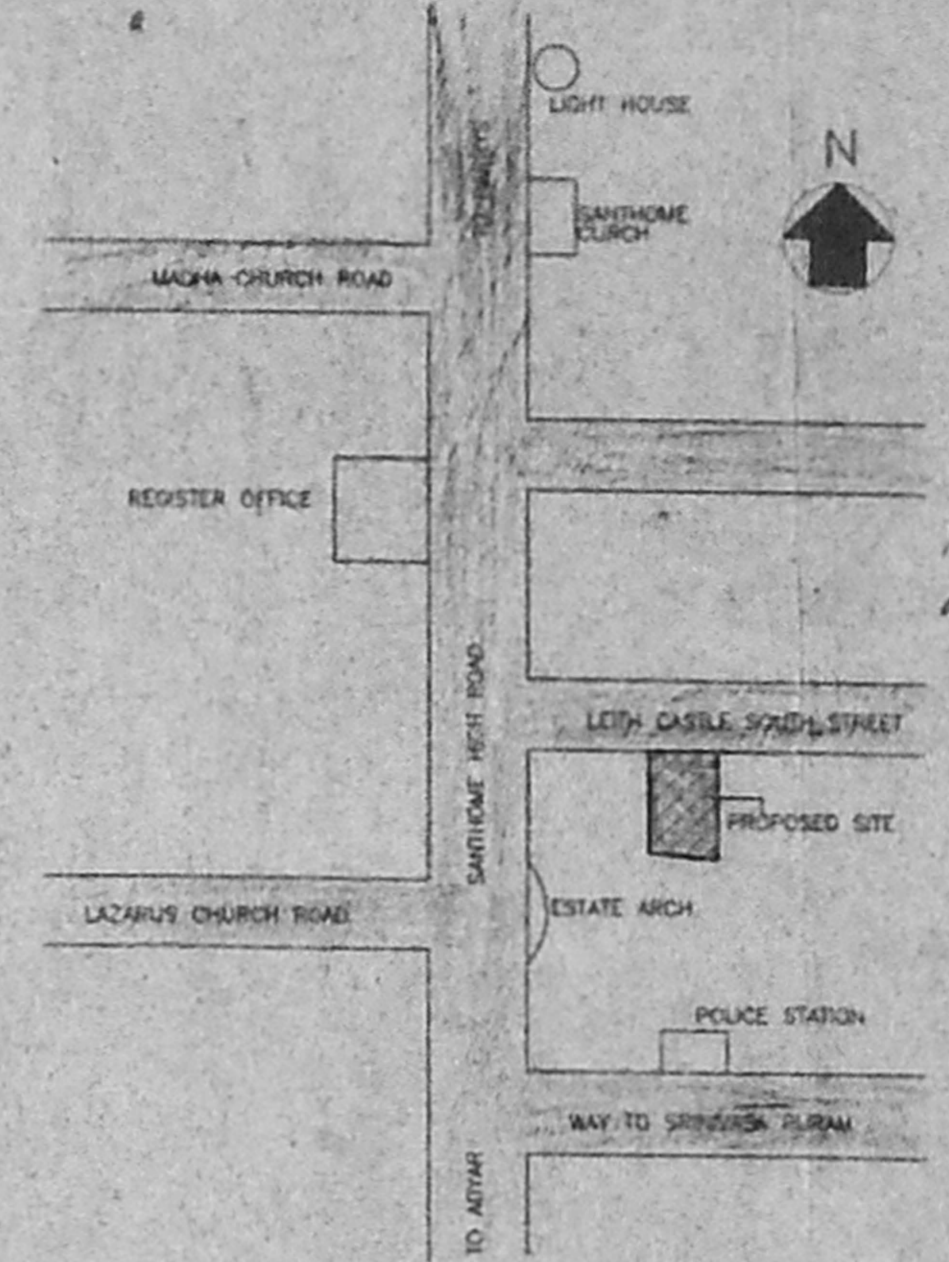 LIGHT HOUSE
N
SANTHOME
CURCH
MADHA CHURCH ROAD
REGISTER OFFICE
SANTHOME HIGH ROAD
LEITH CASTLE SOUTH STREET
PROPOSED SITE
LAZARUS CHURCH ROAD
ESTATE ARCH
POLICE STATION
WAY TO PURAM
TO ADYAR